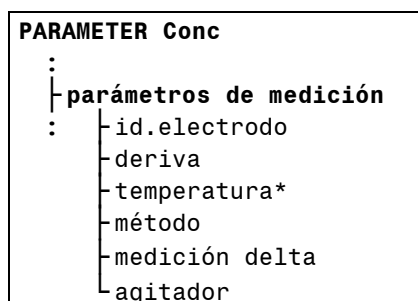 PARAMETER Conc
:
├parámetros de medición
: ├id.electrodo
├deriva
├temperatura*
├método
├medición delta
└agitador